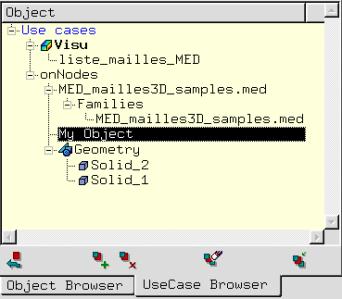 Object
Use cases
Visu
liste_mailles_MED
onNodes
MED_mailles3D_samples.med
Families
MED_mailles3D_samples.med
My Object
Geometry
Solid_2
Solid_1
Object Browser UseCase Browser